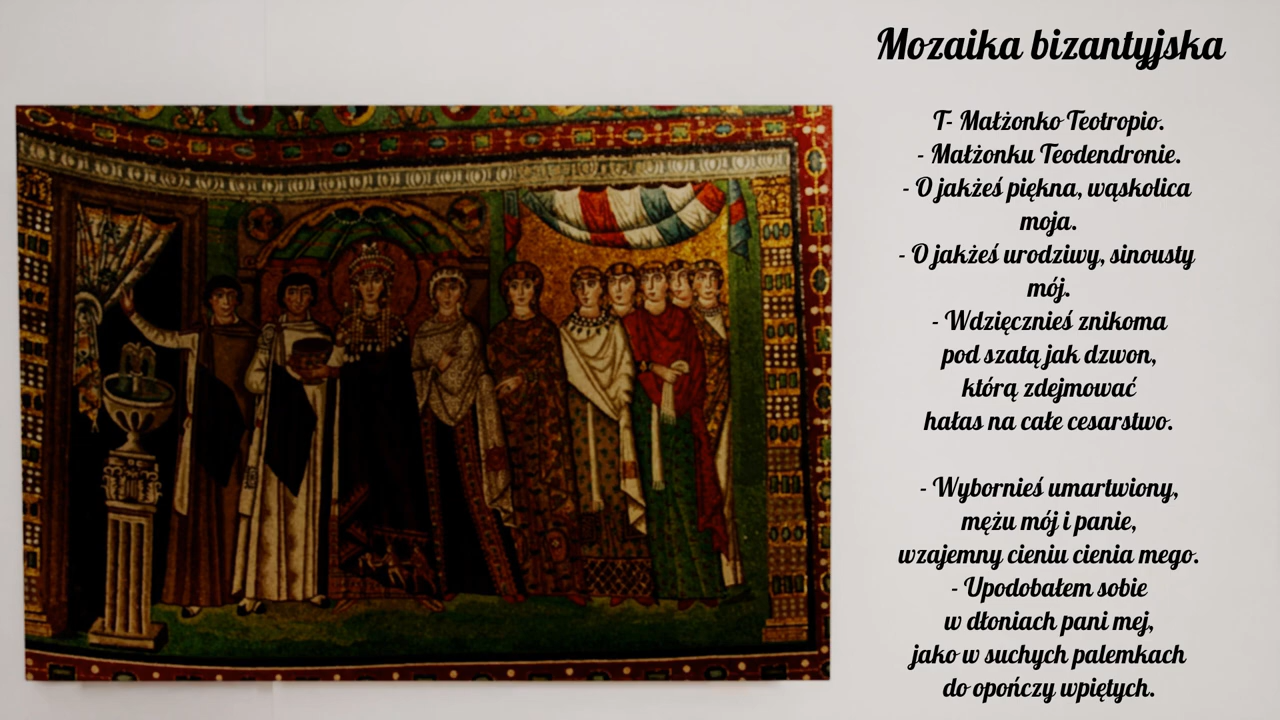 Mozaika bizantyjska
T- Małżonko Teotropio.
- Małżonku Teodendronie.
- O jakżeś piękna, wąskolica
moja.
- O jakżeś urodziwy, sinousty
mój.
- Wdzięcznieś znikoma
pod szatą jak dzwon,
którą zdejmować
hałas na całe cesarstwo.
- Wybornieś umartwiony,
mężu mój i panie,
wzajemny cieniu cienia mego.
- Upodobałem sobie
w dłoniach pani mej,
jako w suchych palemkach
do opończy wpiętych.